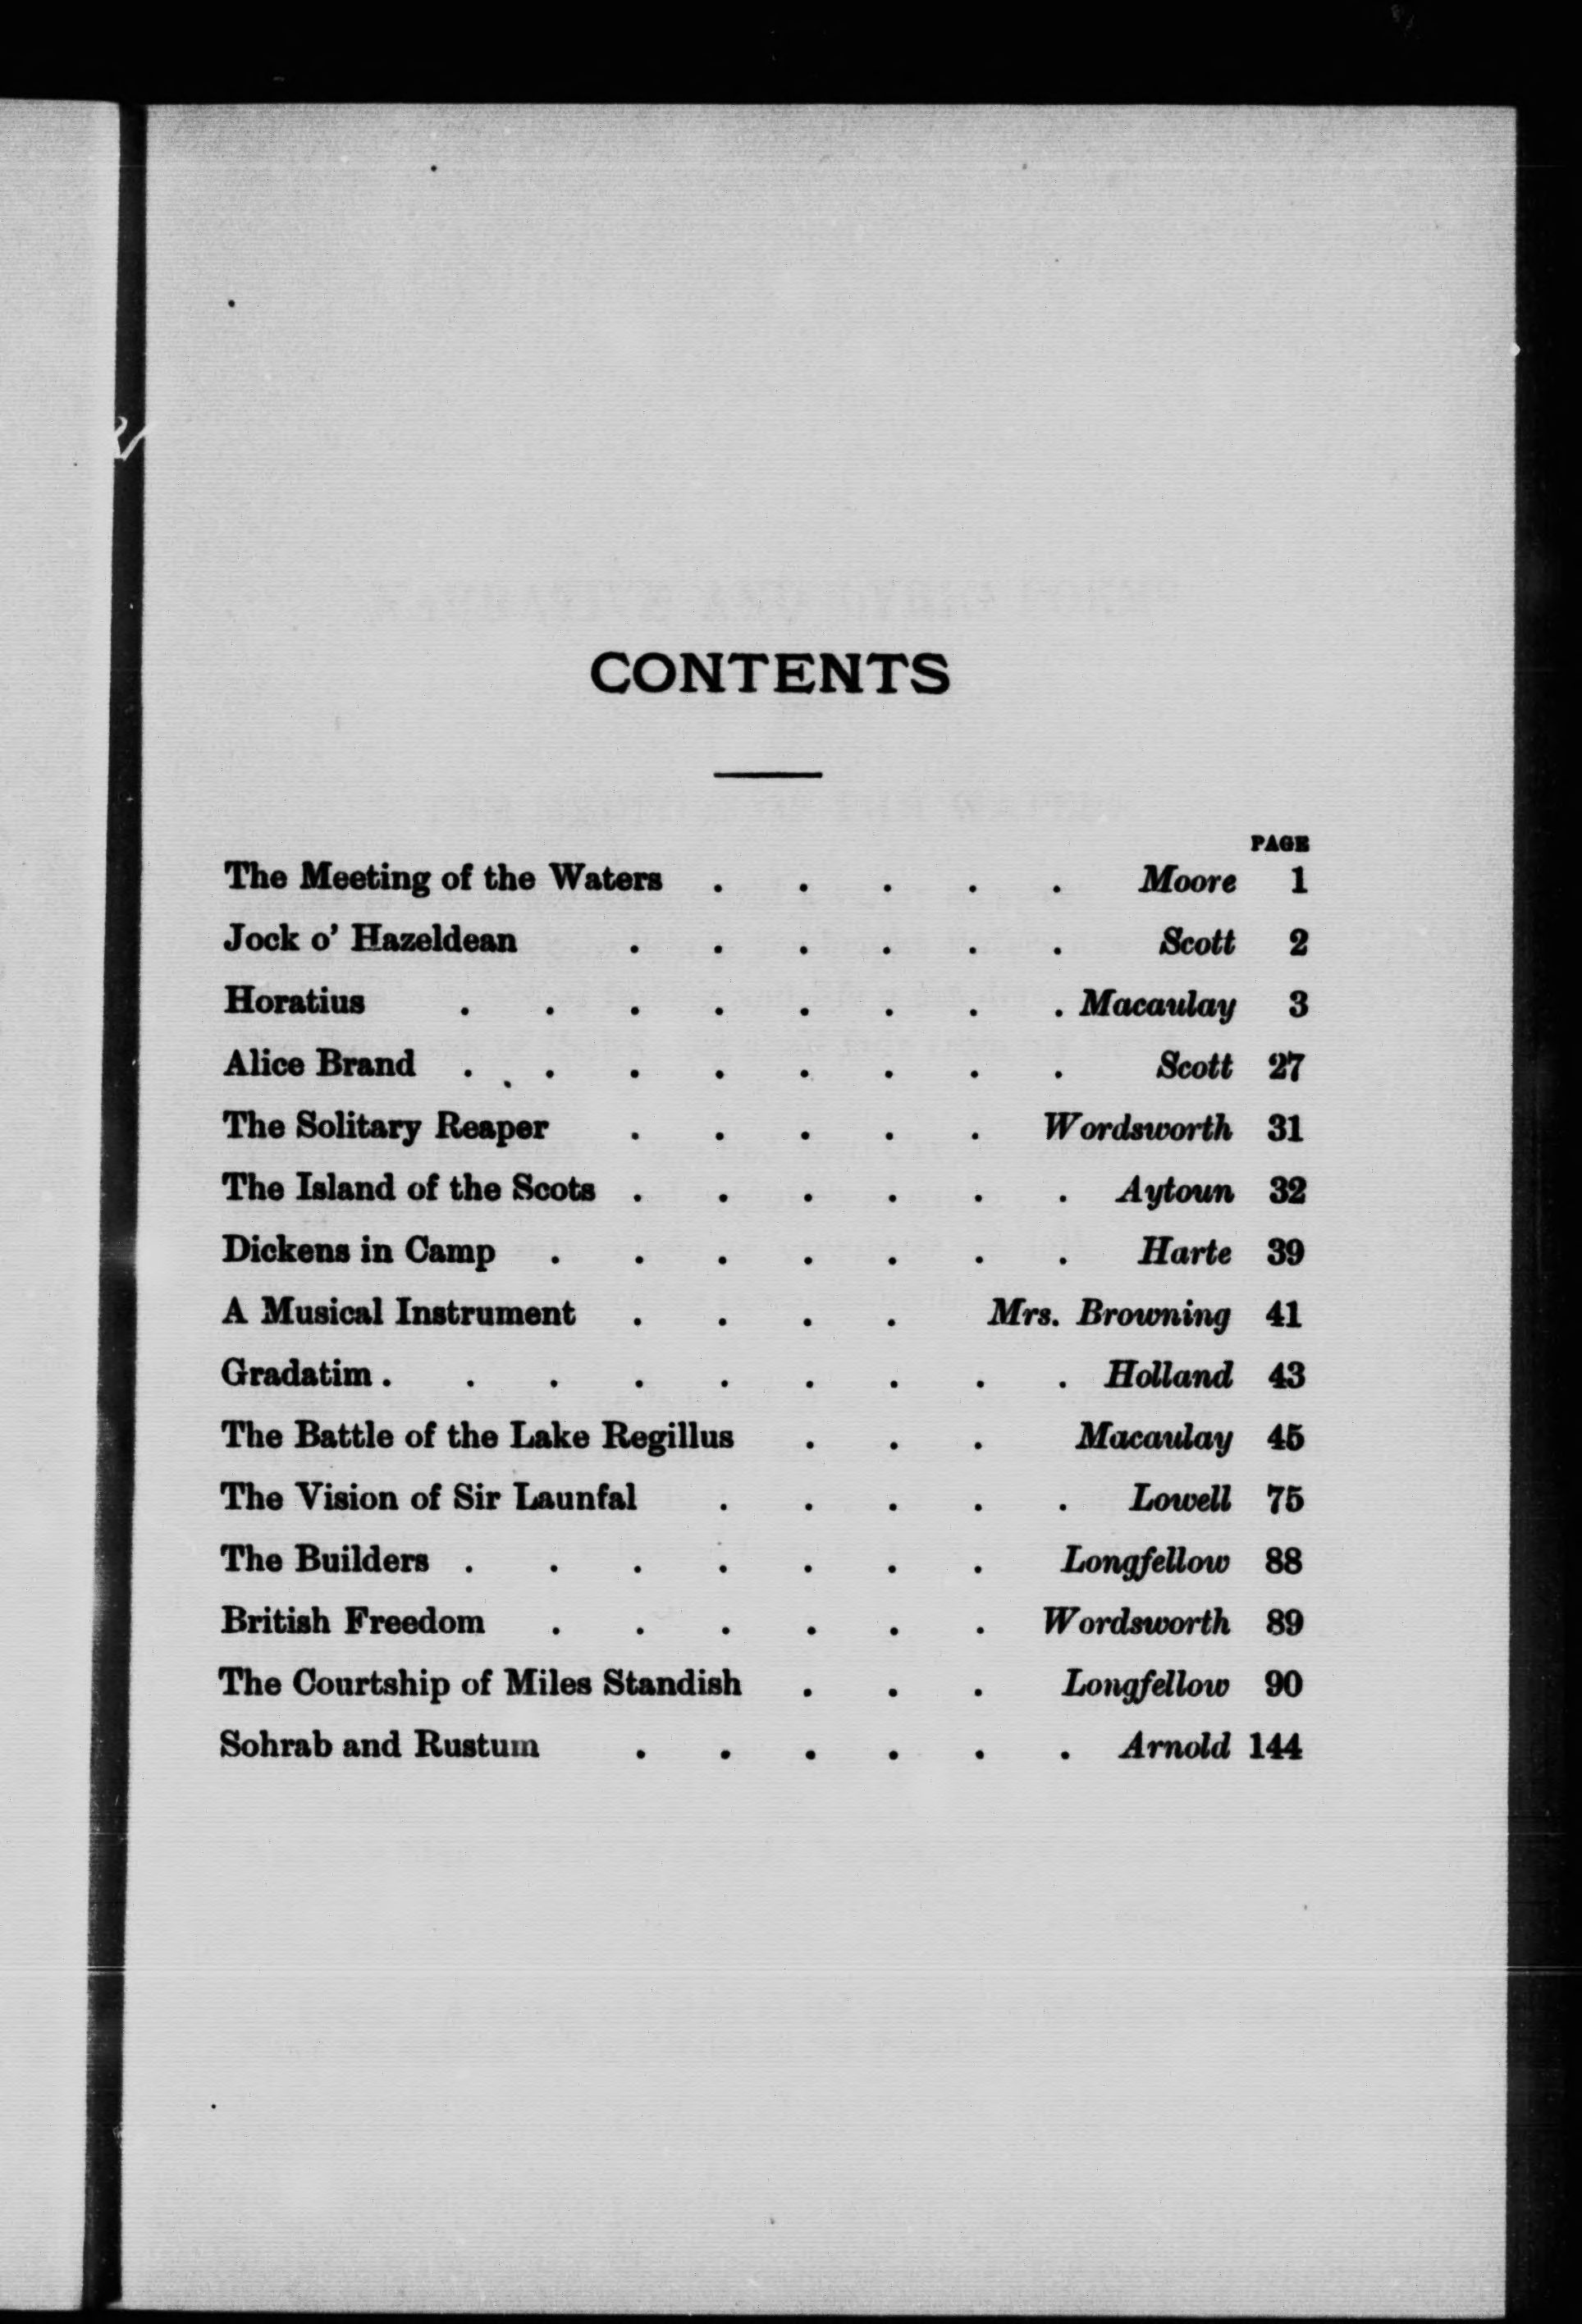 CONTENTS
PAGE
The Meeting of the Waters . . . . . Moore 1
Jock o' Hazeldean . . . . . . Scott 2
Horatius . . . . . . . . Macaulay 3
Alice Brand . . . . . . . . Scott 27
The Solitary Reaper . . . . . Wordsworth 31
The Island of the Scots . . . . . . Aytoun 32
Dickens in Camp . . . . . . . Harte 39
A Musical Instrument . . . . Mrs. Browning 41
Gradatim . . . . . . . . . Holland 43
The Battle of the Lake Regillus . . . Macaulay 45
The Vision of Sir Launfal . . . . . Lowell 75
The Builders . . . . . . . Longfellow 88
British Freedom . . . . . . Wordsworth 89
The Courtship of Miles Standish . . . Longfellow 90
Sohrab and Rustum . . . . . . Arnold 144